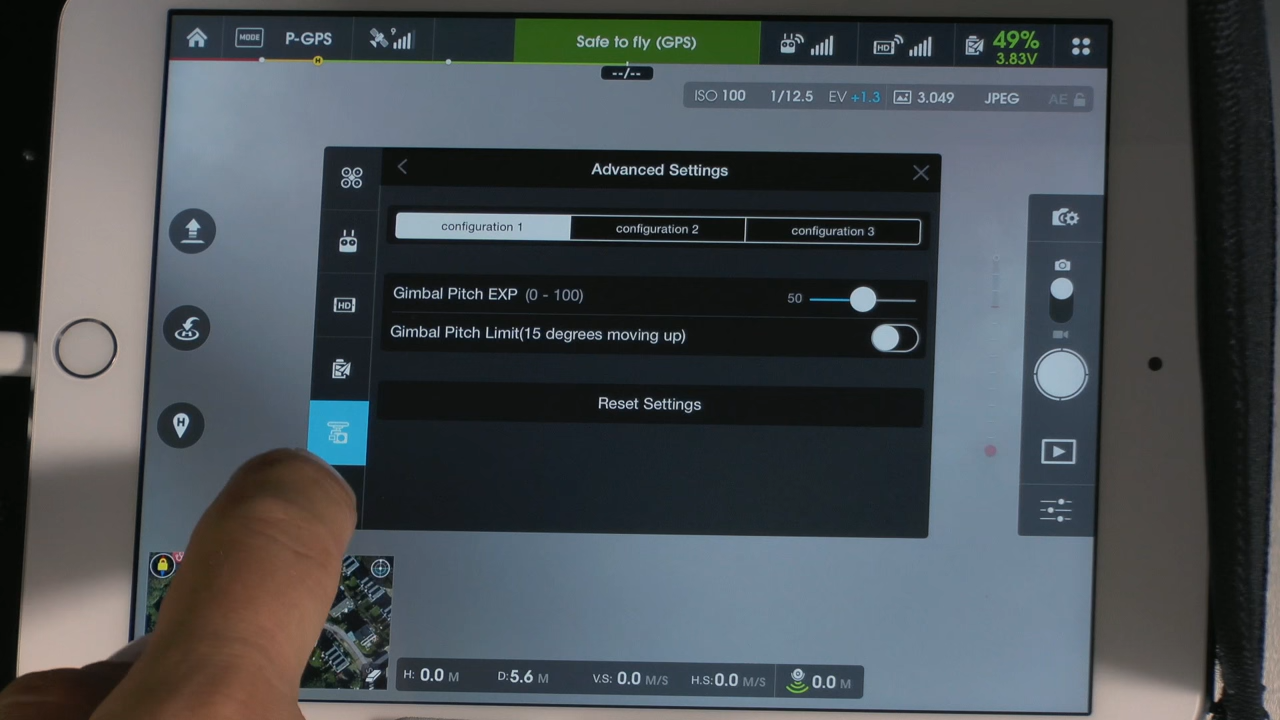 MODE P-GPS Safe to fly (GPS) HD 49%
3.83V
H
--/--
ISO 100 1/12.5 EV +1.3 3.049 JPEG AE
Advanced Settings
configuration 1 configuration 2 configuration 3
HD
Gimbal Pitch EXP (0 - 100) 50
Gimbal Pitch Limit(15 degrees moving up)
Reset Settings
H
H: 0.0 M D:5.6 M V.S: 0.0 M/S H.S:0.0 M/S 0.0 M